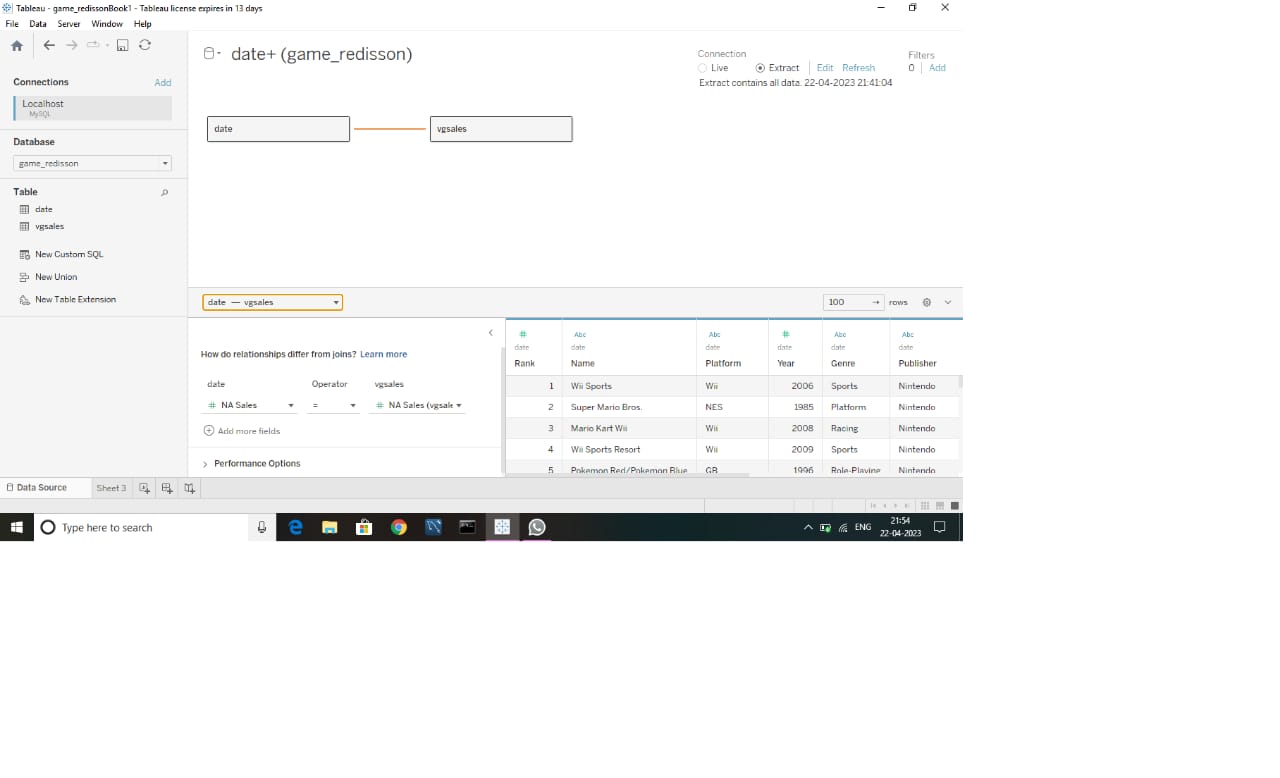 Tableau - game_redissonBook1 - Tableau license expires in 13 days
File Data Server Window Help
date+ (game_redisson)
Connection
Live Extract Edit Refresh
Extract contains all data. 22-04-2023 21:41:04
Filters
0 Add
Connections Add
Localhost
MySQL
Database
game_redisson
Table
date
vgsales
New Custom SQL
New Union
New Table Extension
date vgsales
date — vgsales 100 → rows
How do relationships differ from joins? Learn more
date Operator vgsales
# NA Sales = # NA Sales (vgsale
Add more fields
Performance Options
# Abc Abc # Abc Abc
date date date date date date
Rank Name Platform Year Genre Publisher
1 Wii Sports Wii 2006 Sports Nintendo
2 Super Mario Bros. NES 1985 Platform Nintendo
3 Mario Kart Wii Wii 2008 Racing Nintendo
4 Wii Sports Resort Wii 2009 Sports Nintendo
5 Pokemon Red/Pokemon Blue GB 1996 Role-Playing Nintendo
Data Source Sheet 3
Type here to search
ENG
21:54
22-04-2023